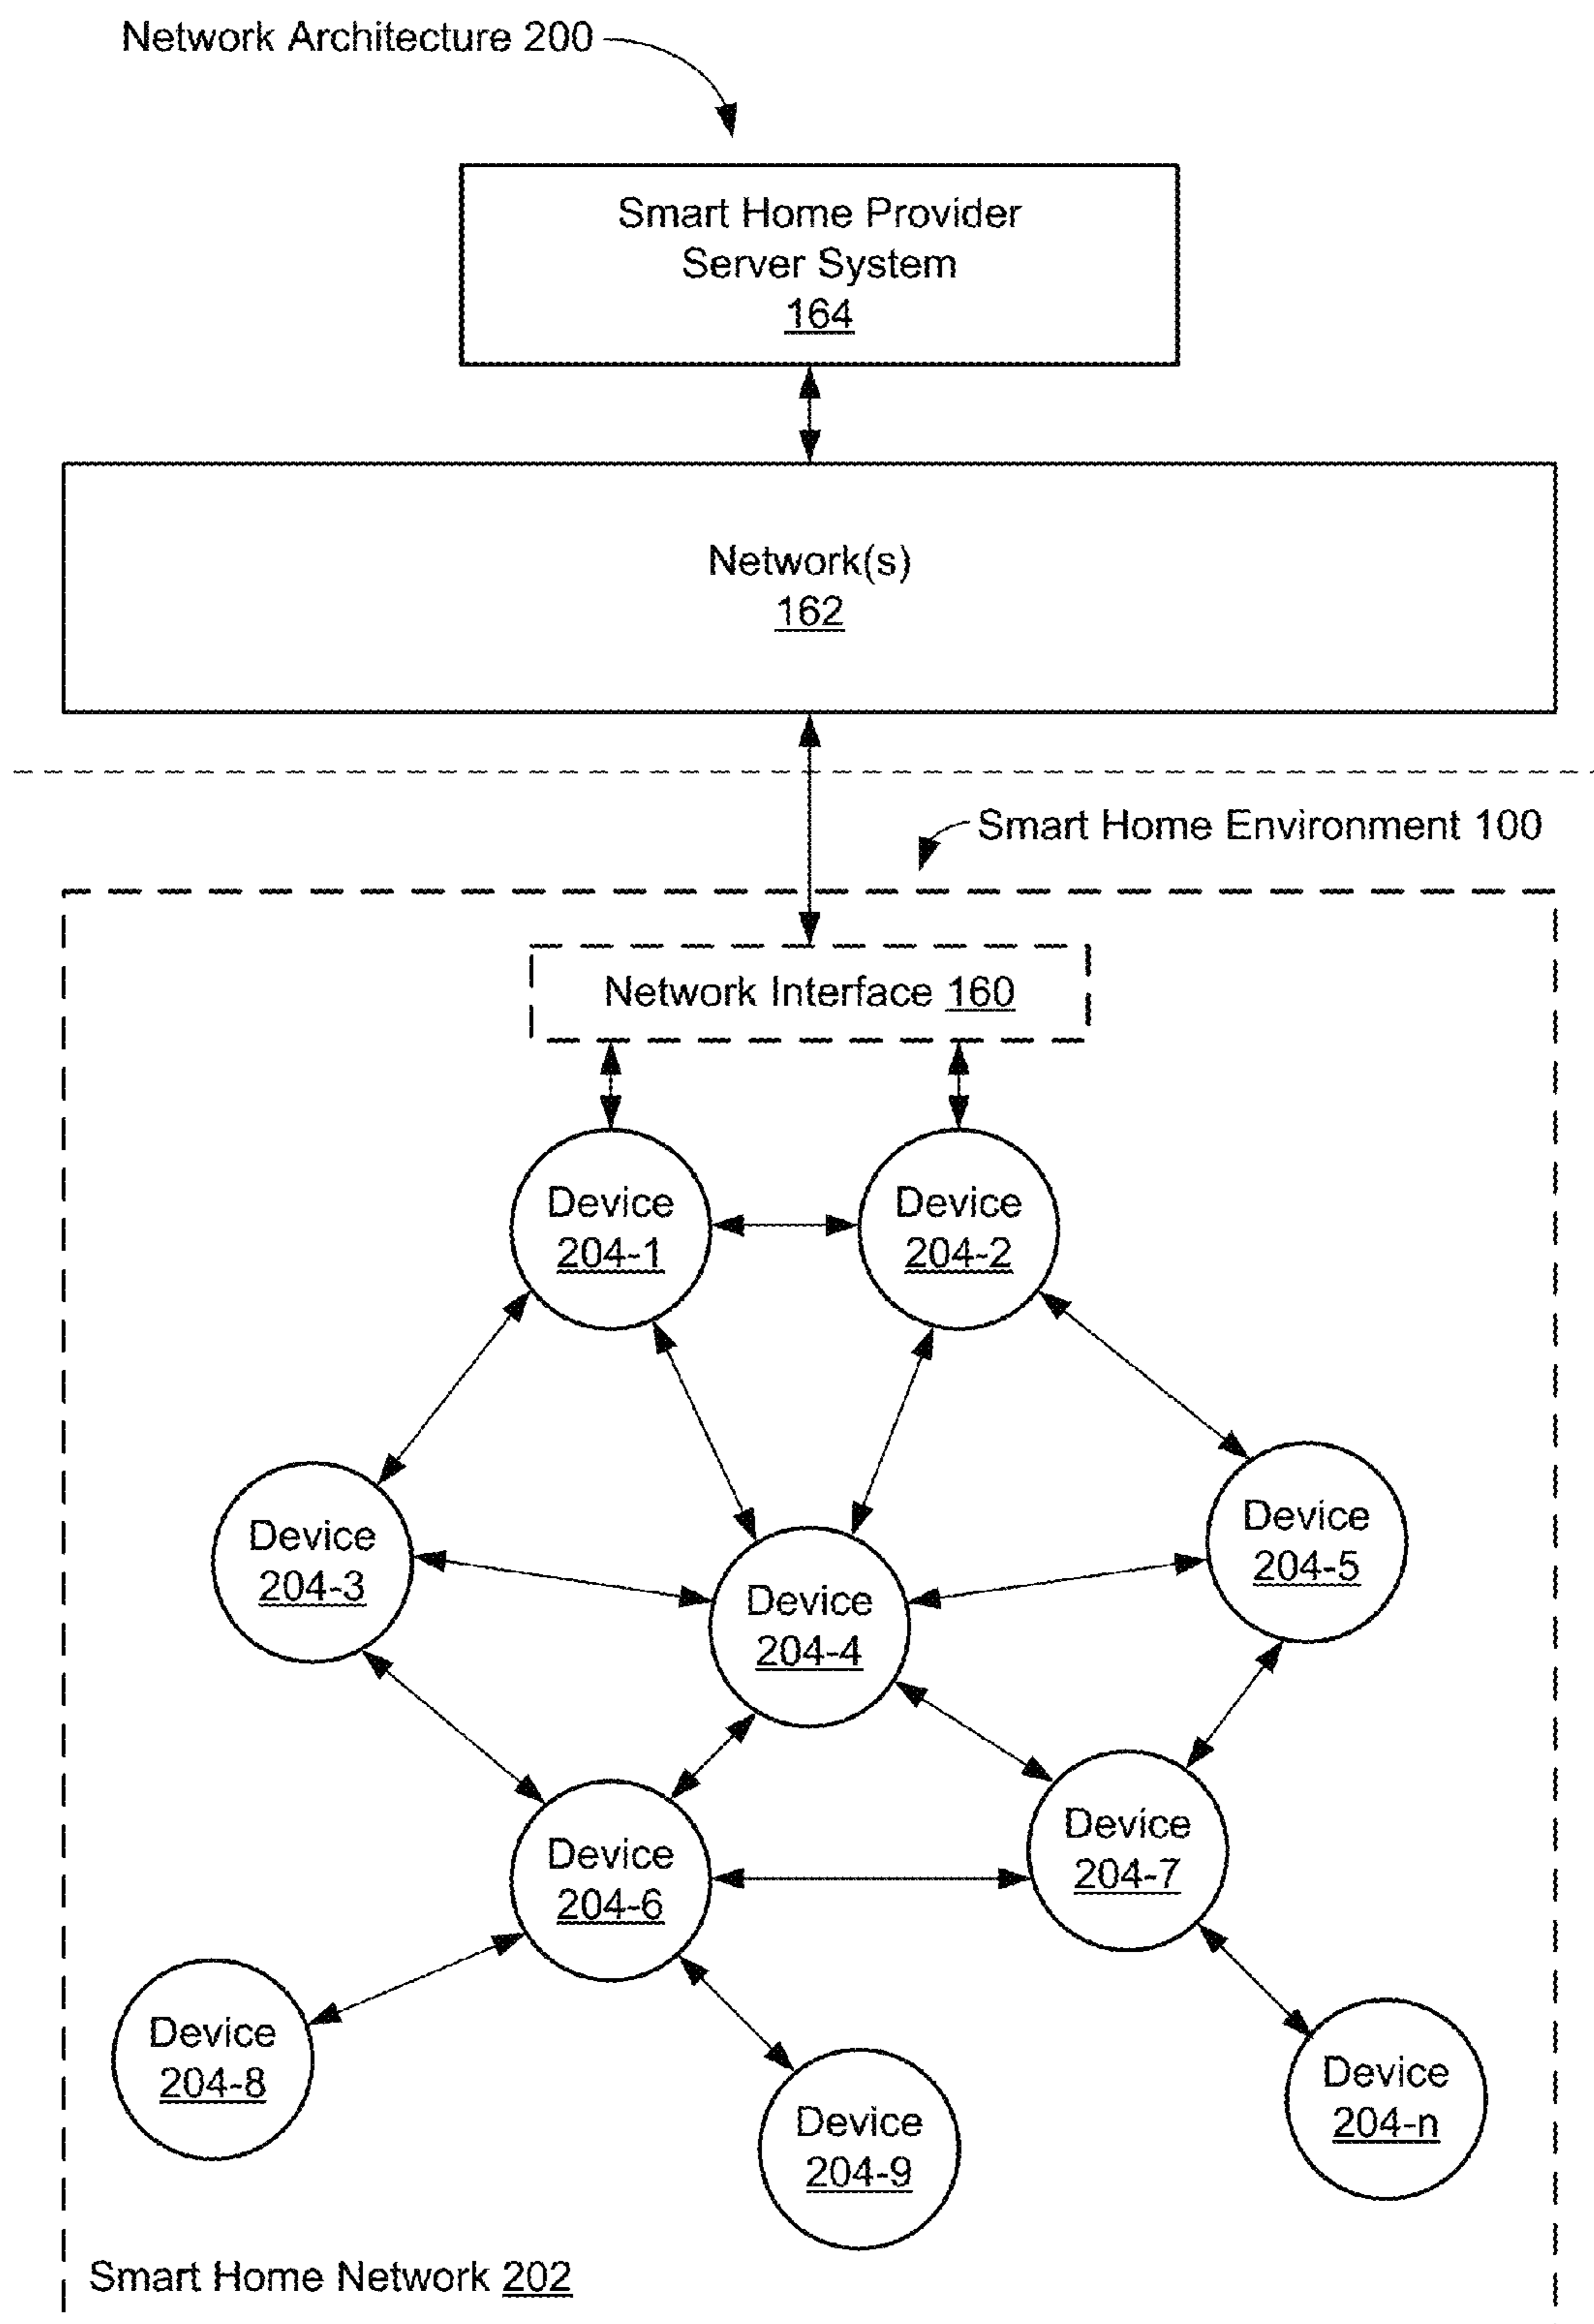 Network Architecture 200
Smart Home Provider
Server System
164
Network(s)
162
Smart Home Environment 100
Network Interface 160
Device
204-1
Device
204-2
Device
204-3
Device
204-4
Device
204-5
Device
204-6
Device
204-7
Device
204-8
Device
204-9
Device
204-n
Smart Home Network 202